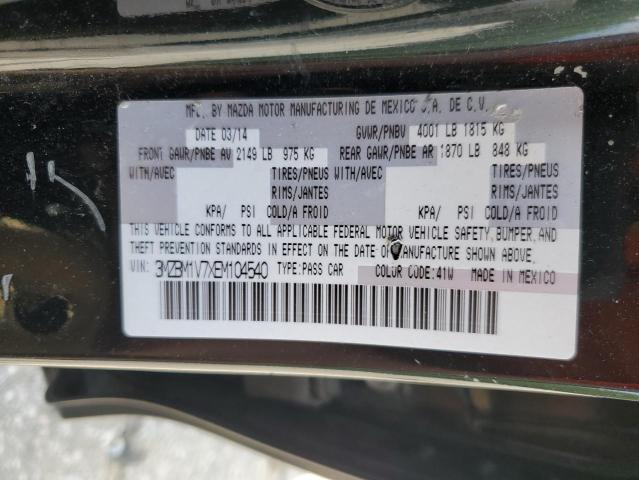 MFG. BY MAZDA MOTOR MANUFACTURING DE MEXICO S.A. DE C.V.
DATE 03/14 GVWR/PNBV 4001 LB 1815 KG
FRONT GAWR/PNBE AV 2149 LB 975 KG REAR GAWR/PNBE AR 1870 LB 848 KG
WITH/AVEC TIRES/PNEUS WITH/AVEC TIRES/PNEUS
RIMS/JANTES RIMS/JANTES
KPA/ PSI COLD/A FROID KPA/ PSI COLD/A FROID
THIS VEHICLE CONFORMS TO ALL APPLICABLE FEDERAL MOTOR VEHICLE SAFETY, BUMPER, AND
THEFT PREVENTION STANDARDS IN EFFECT ON THE DATE OF MANUFACTURE SHOWN ABOVE.
VIN: 3MZBM1V7XEM104540 TYPE: PASS CAR COLOR CODE: 41W MADE IN MEXICO